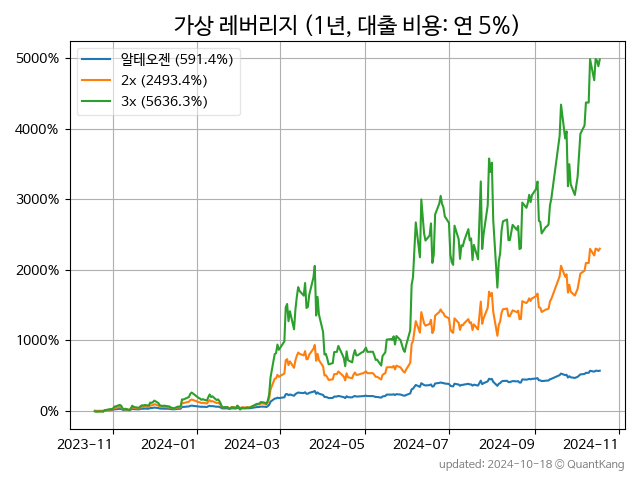 가상 레버리지 (1년, 대출 비용: 연 5%)
알테오젠 (591.4%)
2x (2493.4%)
3x (5636.3%)
5000%
4000%
3000%
2000%
1000%
0%
2023-11 2024-01 2024-03 2024-05 2024-07 2024-09 2024-11
updated: 2024-10-18 @ QuantKang